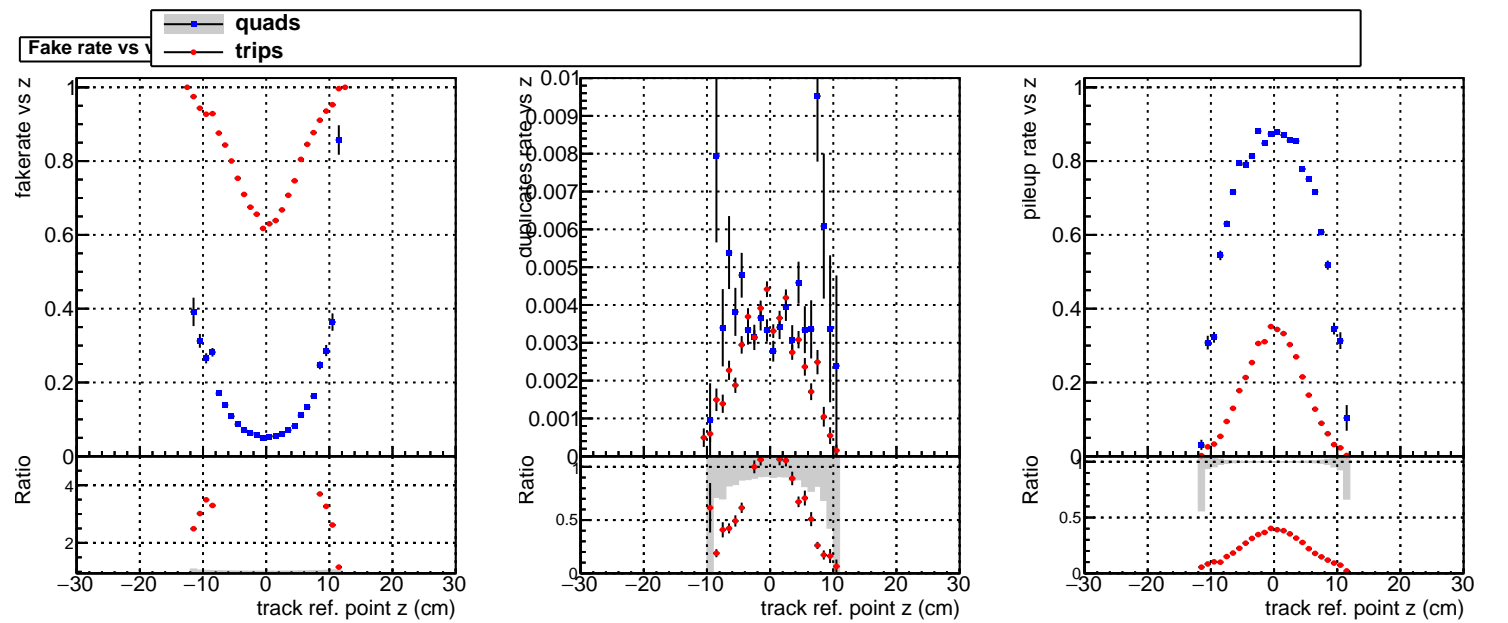 quads
trips
Fake rate vs v
fakerate vs z
1
0.8
0.6
0.4
0.2
0
Ratio
4
2
−30 −20 −10 0 10 20 30
track ref. point z (cm)
duplicates rate vs z
0.01
0.009
0.008
0.007
0.006
0.005
0.004
0.003
0.002
0.001
0
Ratio
1
0.5
0
−30 −20 −10 0 10 20 30
track ref. point z (cm)
pileup rate vs z
1
0.8
0.6
0.4
0.2
0
Ratio
1
0.5
0
−30 −20 −10 0 10 20 30
track ref. point z (cm)